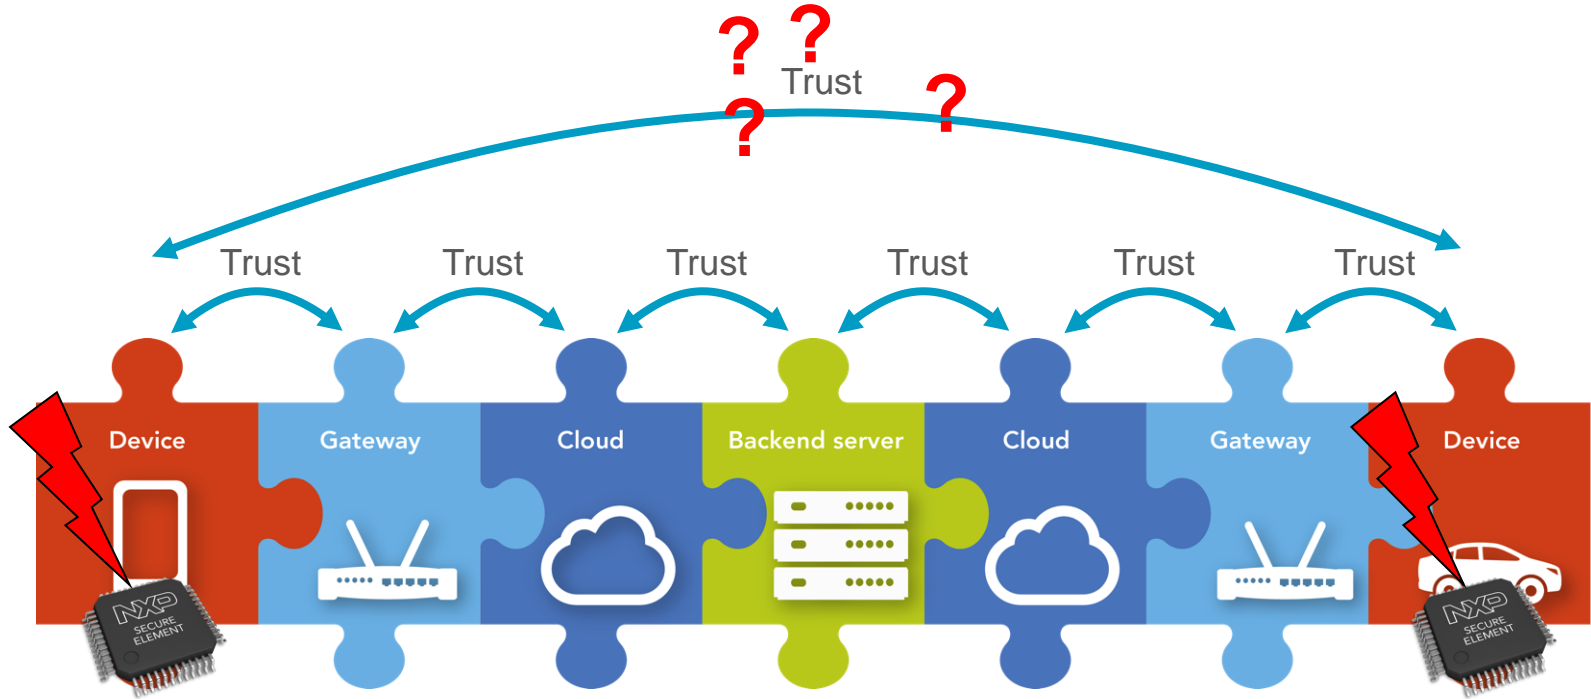 ? ?
Trust
? ?
Trust Trust Trust Trust Trust Trust
Device Gateway Cloud Backend server Cloud Gateway Device
NXP
SECURE
ELEMENT
NXP
SECURE
ELEMENT